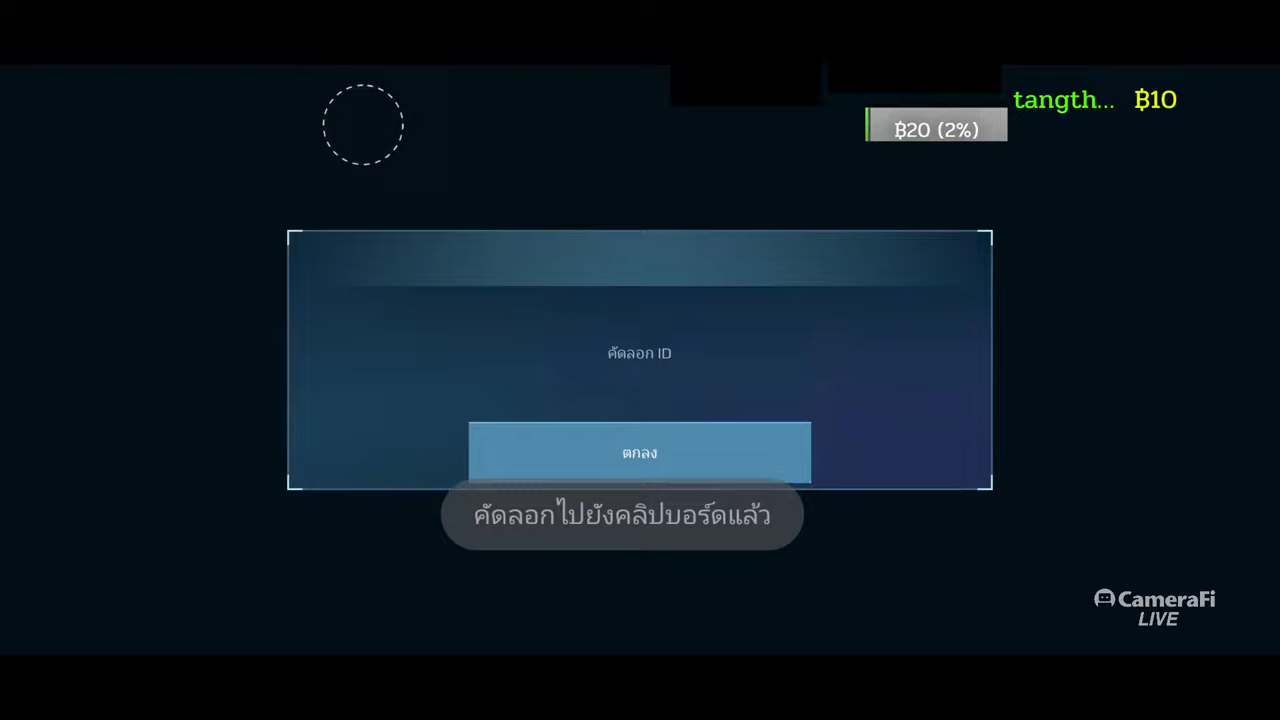 tangth... ฿10
฿20 (2%)
คัดลอก ID
ตกลง
คัดลอกไปยังคลิปบอร์ดแล้ว
CameraFi
LIVE